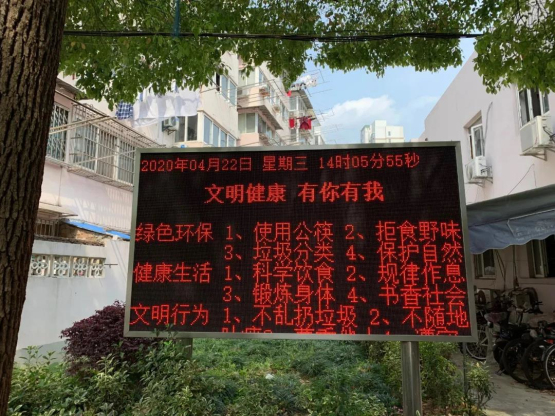 2020年04月22日 星期三 14时05分55秒
文明健康 有你有我
绿色环保 1、使用公筷 2、拒食野味
3、垃圾分类 4、保护自然
健康生活 1、科学饮食 2、规律作息
3、锻炼身体 4、书香社会
文明行为 1、不乱扔垃圾 2、不随地